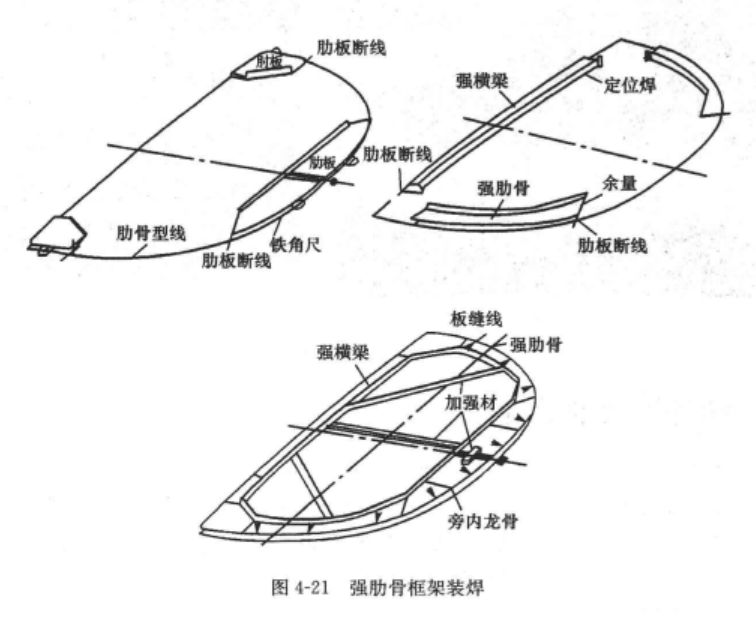 肋板断线
肘板
肋板
肋骨型线
肋板断线
铁角尺
强横梁
定位焊
肋板断线
强肋骨
余量
肋板断线
板缝线
强肋骨
强横梁
加强材
旁内龙骨
图 4-21 强肋骨框架装焊